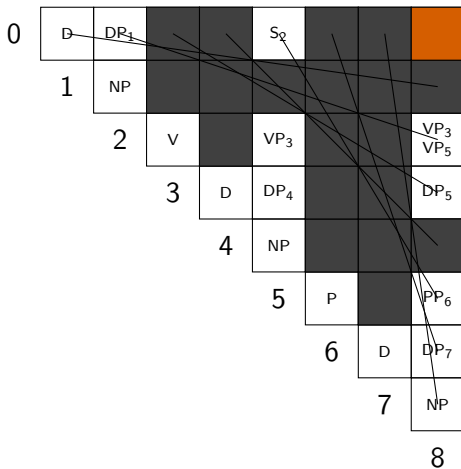 0 D DP₁ S₂
1 NP
2 V VP₃ VP₃
VP₅
3 D DP₄ DP₅
4 NP
5 P PP₆
6 D DP₇
7 NP
8